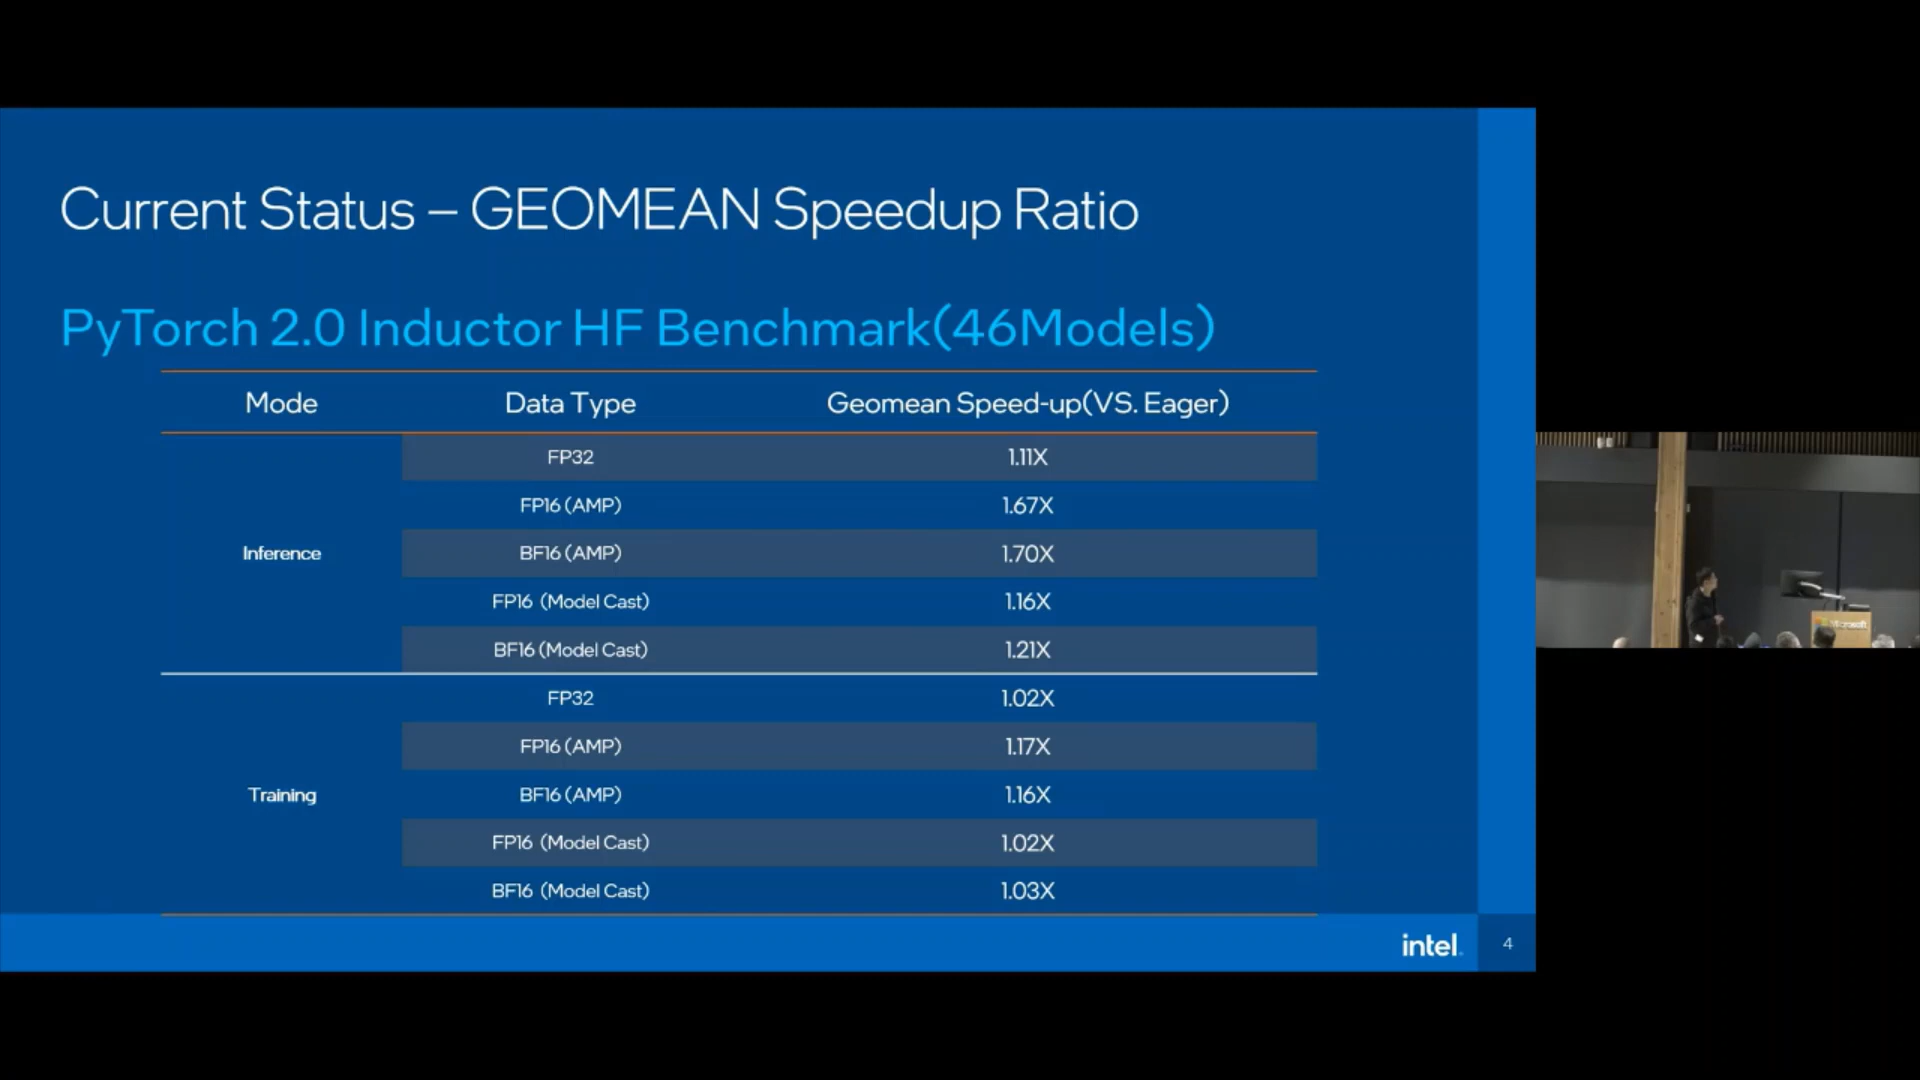 Current Status – GEOMEAN Speedup Ratio
PyTorch 2.0 Inductor HF Benchmark(46Models)
Mode Data Type Geomean Speed-up(VS. Eager)
Inference
FP32 1.11X
FP16 (AMP) 1.67X
BF16 (AMP) 1.70X
FP16 (Model Cast) 1.16X
BF16 (Model Cast) 1.21X
Training
FP32 1.02X
FP16 (AMP) 1.17X
BF16 (AMP) 1.16X
FP16 (Model Cast) 1.02X
BF16 (Model Cast) 1.03X
intel.
4
Microsoft